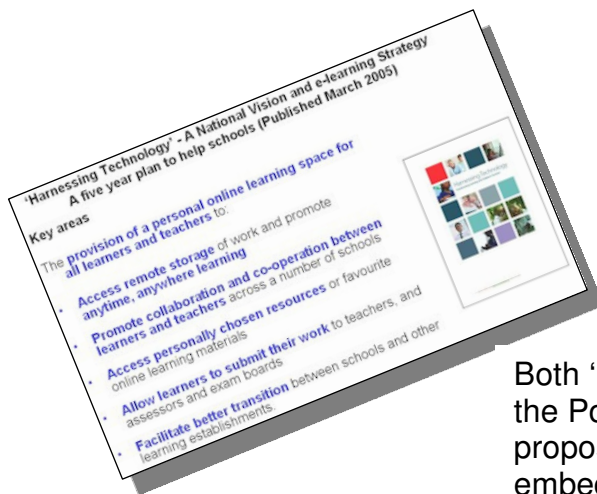 'Harnessing Technology' - A National Vision and e-learning Strategy
A five year plan to help schools (Published March 2005)
Key areas
The provision of a personal online learning space for
all learners and teachers to:
• Access remote storage of work and promote
anytime, anywhere learning
• Promote collaboration and co-operation between
learners and teachers across a number of schools
• Access personally chosen resources or favourite
online learning materials
• Allow learners to submit their work to teachers, and
assessors and exam boards
• Facilitate better transition between schools and other
learning establishments.
Harnessing Technology
Both '
the Po
propo
embed